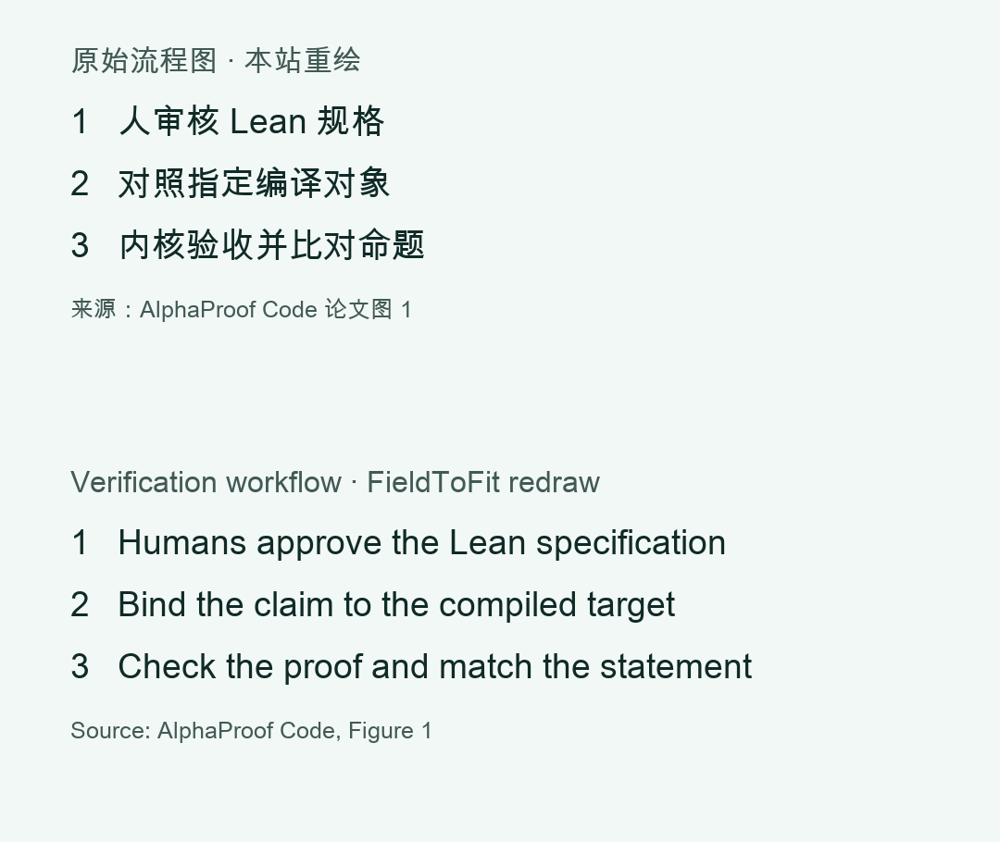 原始流程图 · 本站重绘
1 人审核 Lean 规格
2 对照指定编译对象
3 内核验收并比对命题
来源：AlphaProof Code 论文图 1
Verification workflow · FieldToFit redraw
1 Humans approve the Lean specification
2 Bind the claim to the compiled target
3 Check the proof and match the statement
Source: AlphaProof Code, Figure 1